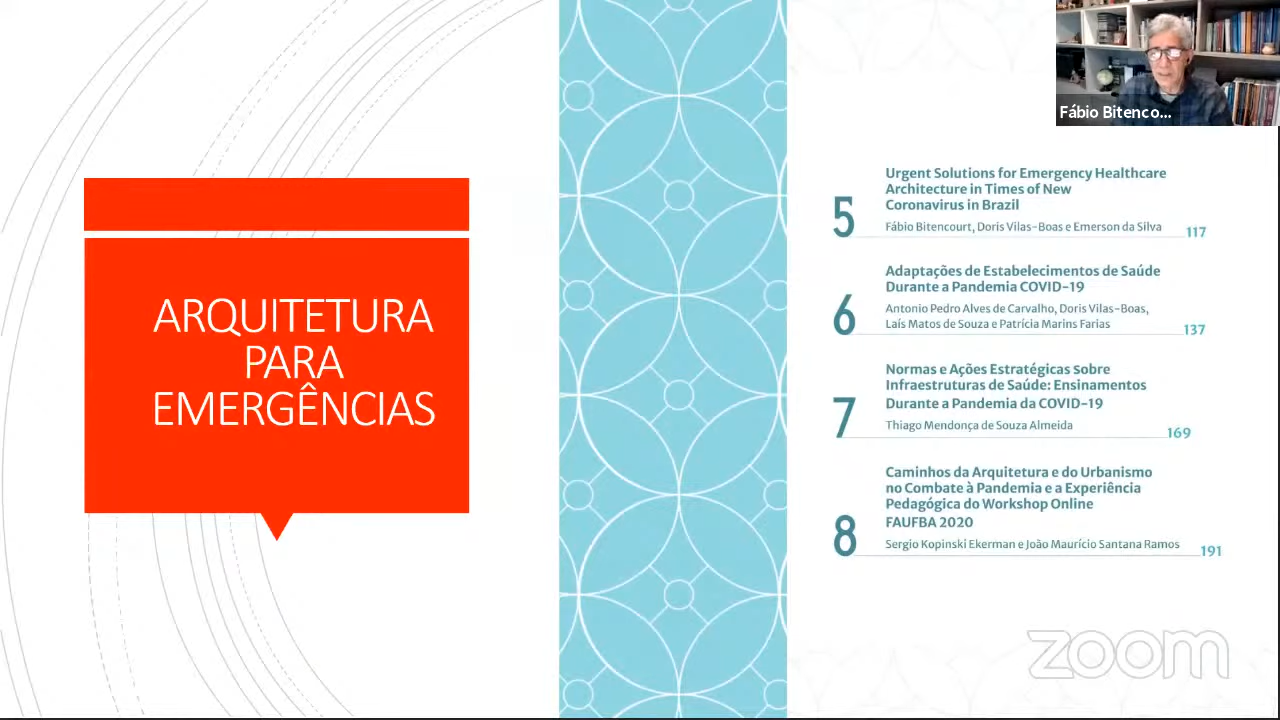 ARQUITETURA
PARA
EMERGÊNCIAS
Fábio Bitenco...
5
Urgent Solutions for Emergency Healthcare
Architecture in Times of New
Coronavirus in Brazil
Fábio Bitencourt, Doris Vilas-Boas e Emerson da Silva 117
6
Adaptações de Estabelecimentos de Saúde
Durante a Pandemia COVID-19
Antonio Pedro Alves de Carvalho, Doris Vilas-Boas,
Laís Matos de Souza e Patrícia Marins Farias 137
7
Normas e Ações Estratégicas sobre
Infraestruturas de Saúde: Ensinamentos
Durante a Pandemia da COVID-19
Thiago Mendonça de Souza Almeida 169
8
Caminhos da Arquitetura e do Urbanismo
no Combate à Pandemia e a Experiência
Pedagógica do Workshop Online
FAUFBA 2020
Sergio Kopinski Ekerman e João Maurício Santana Ramos 191
zoom